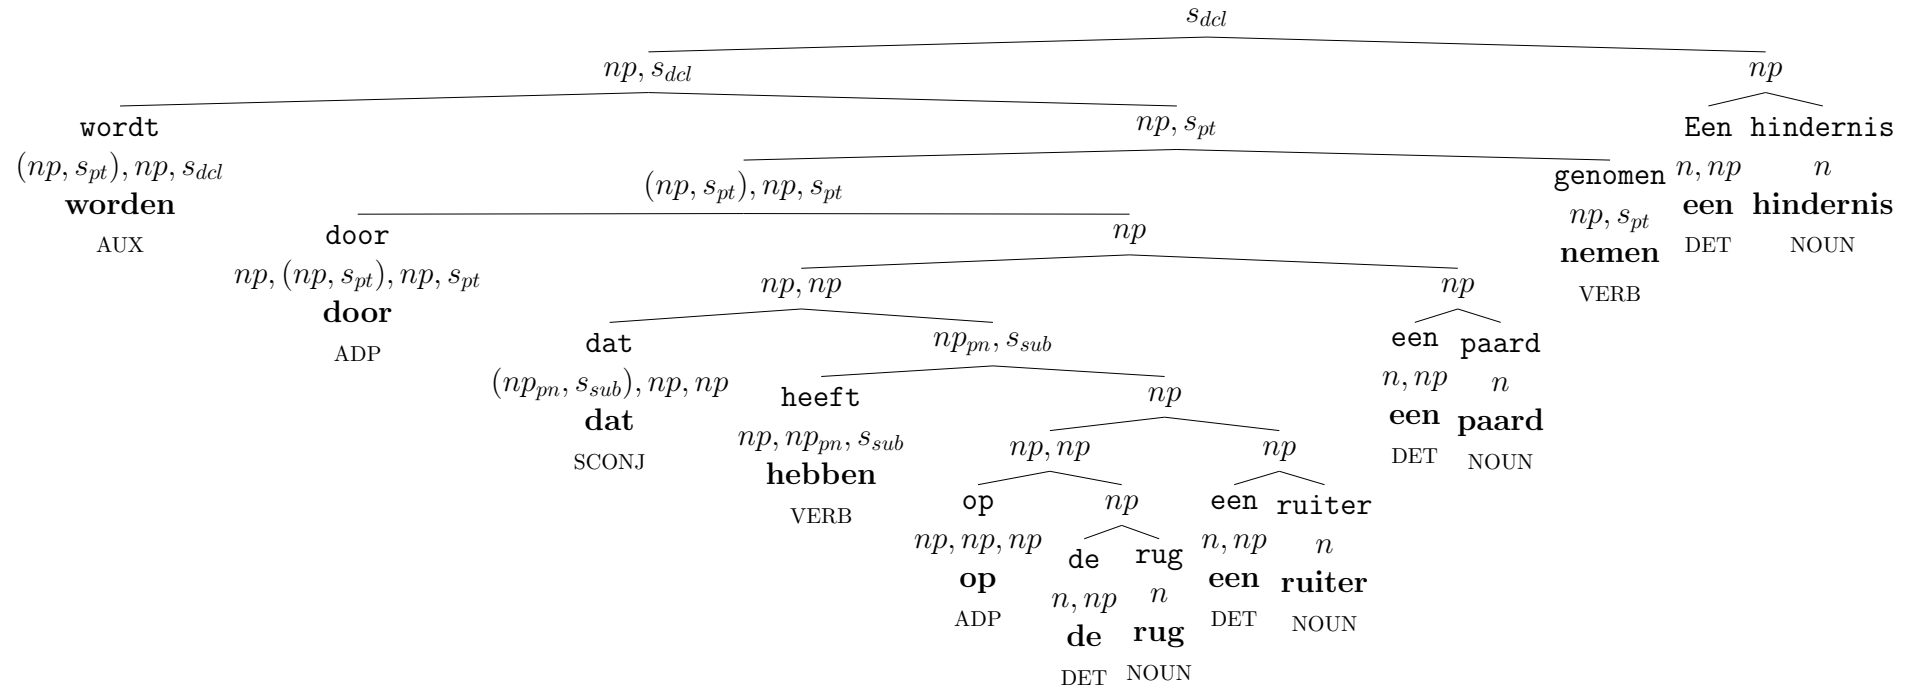 s_dcl
np, s_dcl
np
wordt
(np, s_pt), np, s_dcl
worden
AUX
np, s_pt
Een
n, np
een
DET
hindernis
n
hindernis
NOUN
(np, s_pt), np, s_pt
genomen
np, s_pt
nemen
VERB
door
np, (np, s_pt), np, s_pt
door
ADP
np
np, np
np
dat
(np_pn, s_sub), np, np
dat
SCONJ
np_pn, s_sub
een
n, np
een
DET
paard
n
paard
NOUN
heeft
np, np_pn, s_sub
hebben
VERB
np
np, np
np
op
np, np, np
op
ADP
np
een
n, np
een
DET
ruiter
n
ruiter
NOUN
de
n, np
de
DET
rug
n
rug
NOUN